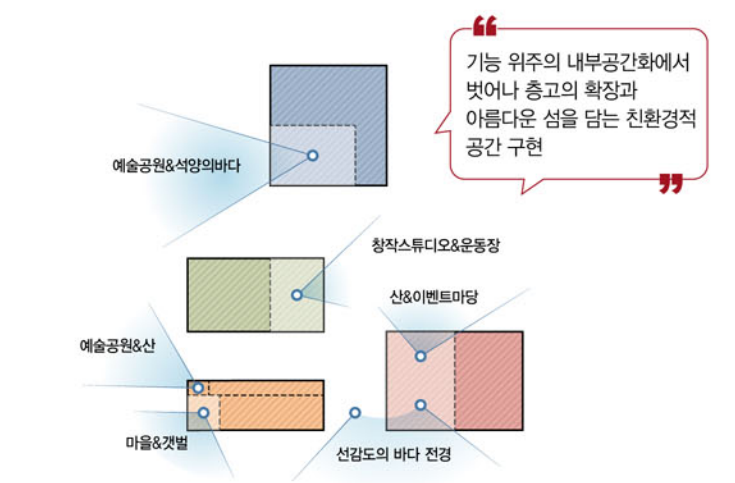 기능 위주의 내부공간화에서
벗어나 층고의 확장과
아름다운 섬을 담는 친환경적
공간 구현
예술공원&석양의바다
창작스튜디오&운동장
산&이벤트마당
예술공원&산
마을&갯벌
선감도의 바다 전경